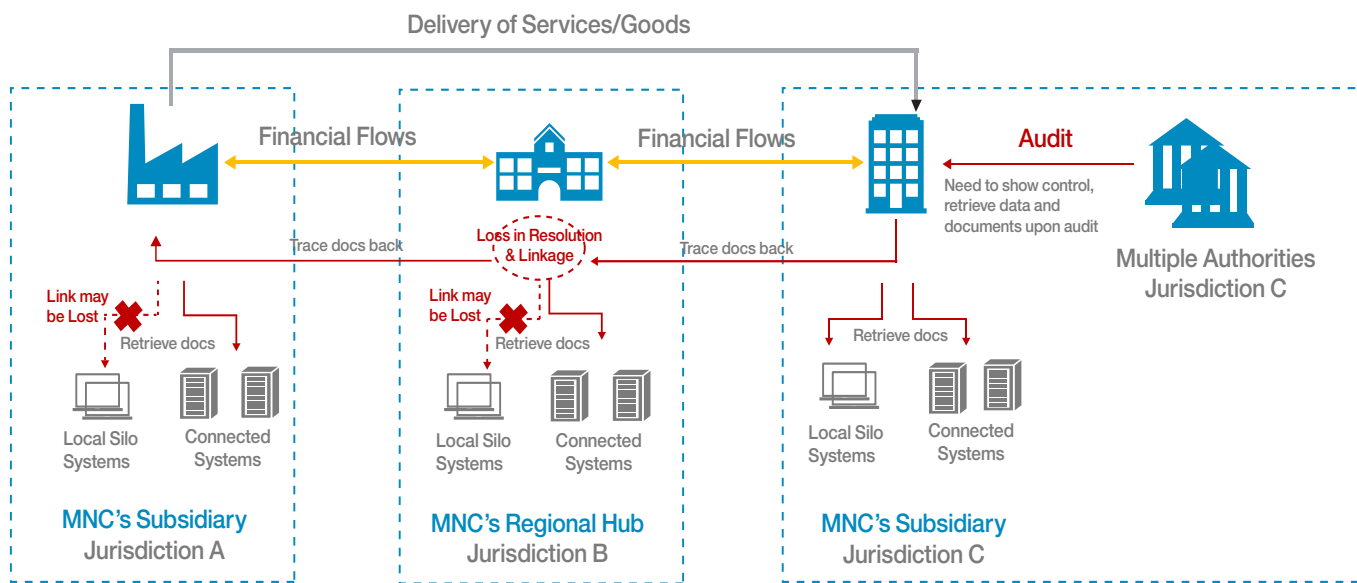 Delivery of Services/Goods
Financial Flows
Financial Flows
Audit
Need to show control,
retrieve data and
documents upon audit
Multiple Authorities
Jurisdiction C
Trace docs back
Loss in Resolution
& Linkage
Trace docs back
Link may
be Lost
Retrieve docs
Local Silo
Systems
Connected
Systems
MNC's Subsidiary
Jurisdiction A
Link may
be Lost
Retrieve docs
Local Silo
Systems
Connected
Systems
MNC's Regional Hub
Jurisdiction B
Retrieve docs
Local Silo
Systems
Connected
Systems
MNC's Subsidiary
Jurisdiction C